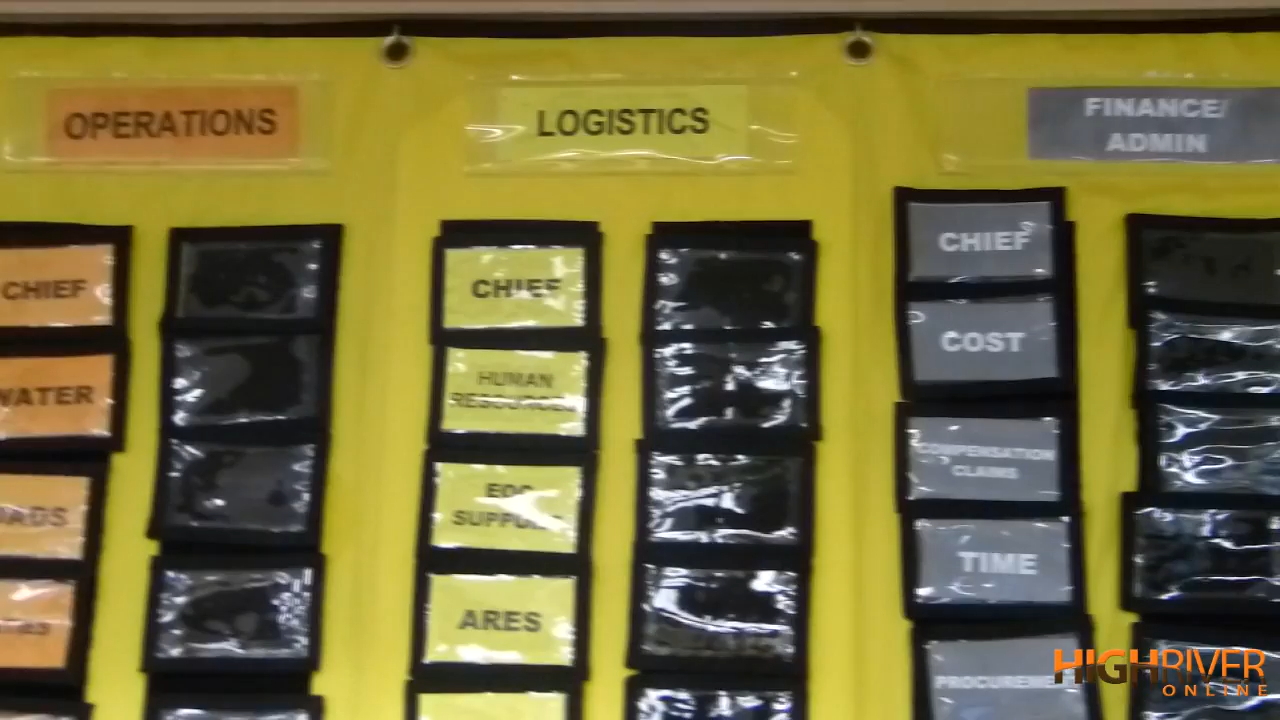 OPERATIONS
CHIEF
WATER
LOGISTICS
CHIEF
HUMAN
RESOURCES
EOC
SUPPORT
ARES
FINANCE/
ADMIN
CHIEF
COST
COMPENSATION
CLAIMS
TIME
PROCUREME
HIGHRIVER
ONLINE